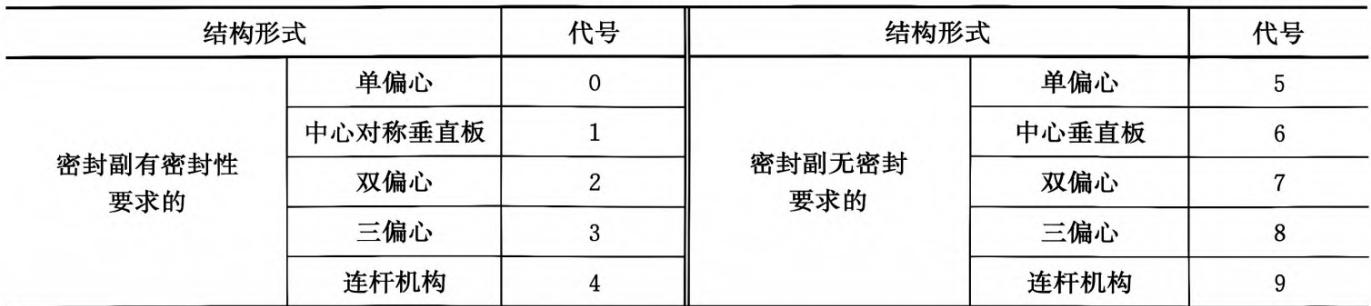 结构形式 代号 结构形式 代号
密封副有密封性
要求的
单偏心 0
中心对称垂直板 1
双偏心 2
三偏心 3
连杆机构 4
密封副无密封
要求的
单偏心 5
中心垂直板 6
双偏心 7
三偏心 8
连杆机构 9